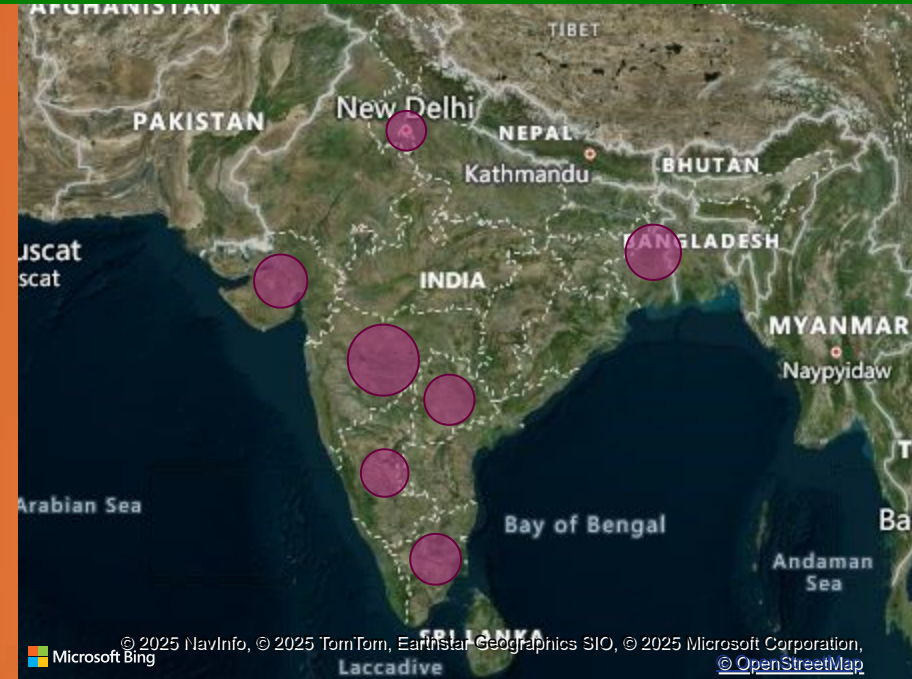 AFGHANISTAN
TIBET
New Delhi
PAKISTAN
NEPAL
Kathmandu
BHUTAN
BANGLADESH
uscat
scat
INDIA
MYANMAR
Naypyidaw
T
Arabian Sea
Bay of Bengal
Ba
Andaman
Sea
SRI LANKA
© 2025 NavInfo, © 2025 TomTom, Earthstar Geographics SIO, © 2025 Microsoft Corporation,
Microsoft Bing
© OpenStreetMap
Laccadive